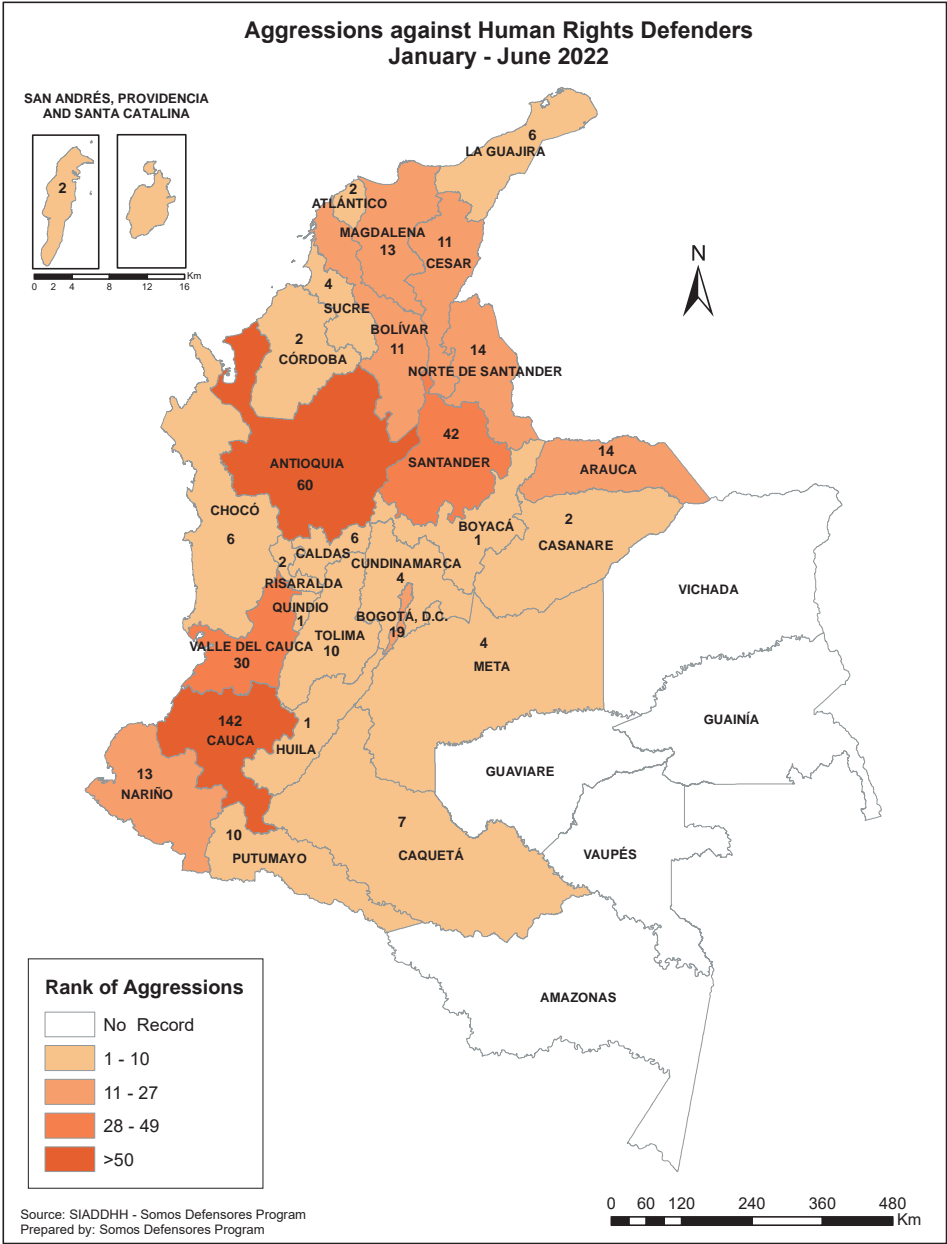 Aggressions against Human Rights Defenders
January - June 2022
SAN ANDRÉS, PROVIDENCIA
AND SANTA CATALINA
2
Km
0 2 4 8 12 16
6
LA GUAJIRA
2
ATLÁNTICO
MAGDALENA
13
11
CESAR
N
4
SUCRE
BOLÍVAR
11
2
CÓRDOBA
14
NORTE DE SANTANDER
42
SANTANDER
14
ARAUCA
ANTIOQUIA
60
CHOCÓ
6
BOYACÁ
1
2
CASANARE
6
CALDAS
CUNDINAMARCA
4
2
RISARALDA
VICHADA
QUINDIO
1
BOGOTÁ, D.C.
19
TOLIMA
10
VALLE DEL CAUCA
30
4
META
GUAINÍA
142
CAUCA
1
HUILA
GUAVIARE
13
NARIÑO
7
CAQUETÁ
10
PUTUMAYO
VAUPÉS
AMAZONAS
Rank of Aggressions
No Record
1 - 10
11 - 27
28 - 49
>50
Source: SIADDHH - Somos Defensores Program
Prepared by: Somos Defensores Program
0 60 120 240 360 480
Km